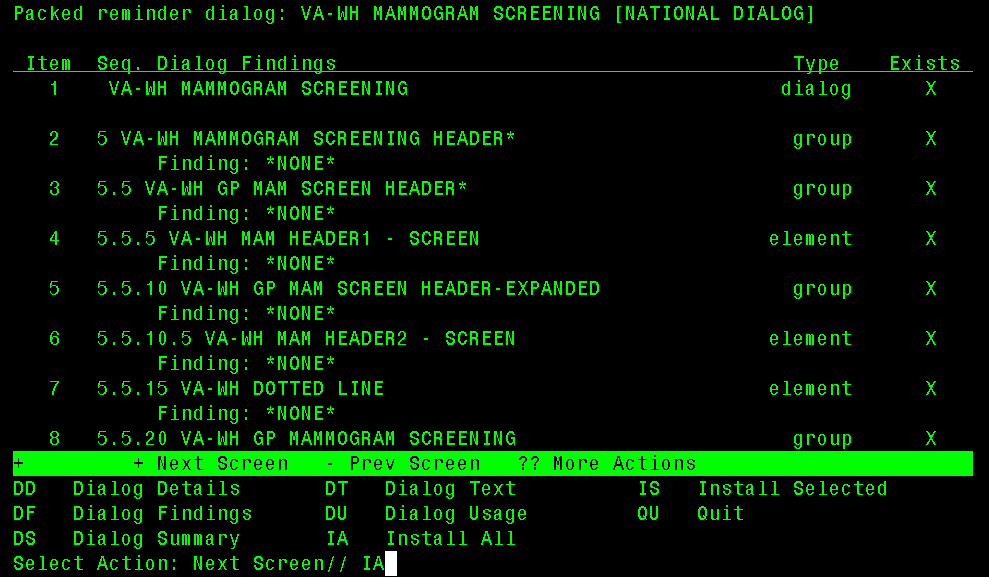 Packed reminder dialog: VA-WH MAMMOGRAM SCREENING [NATIONAL DIALOG]
Item Seq. Dialog Findings Type Exists
1 VA-WH MAMMOGRAM SCREENING dialog X
2 5 VA-WH MAMMOGRAM SCREENING HEADER* group X
Finding: *NONE*
3 5.5 VA-WH GP MAM SCREEN HEADER* group X
Finding: *NONE*
4 5.5.5 VA-WH MAM HEADER1 - SCREEN element X
Finding: *NONE*
5 5.5.10 VA-WH GP MAM SCREEN HEADER-EXPANDED group X
Finding: *NONE*
6 5.5.10.5 VA-WH MAM HEADER2 - SCREEN element X
Finding: *NONE*
7 5.5.15 VA-WH DOTTED LINE element X
Finding: *NONE*
8 5.5.20 VA-WH GP MAMMOGRAM SCREENING group X
+ + Next Screen - Prev Screen ?? More Actions
DD Dialog Details DT Dialog Text IS Install Selected
DF Dialog Findings DU Dialog Usage QU Quit
DS Dialog Summary IA Install All
Select Action: Next Screen// IA